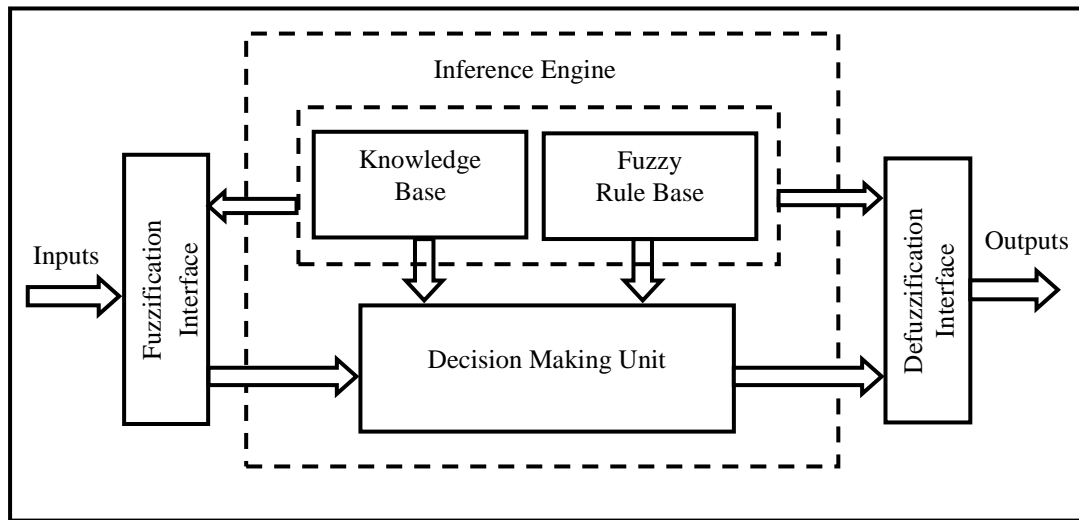 Inference Engine
Knowledge
Base
Fuzzy
Rule Base
Inputs
Fuzzification
Interface
Decision Making Unit
Defuzzification
Interface
Outputs